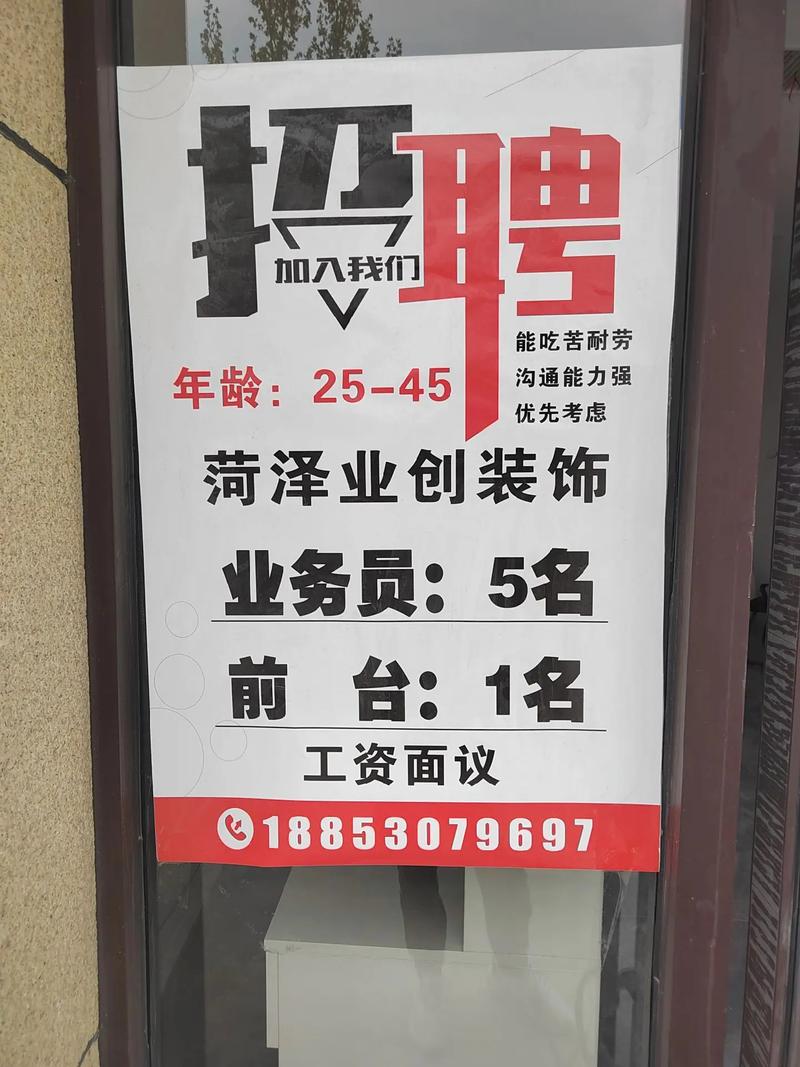 招聘
加入我们
能吃苦耐劳
沟通能力强
优先考虑
年龄：25-45
菏泽业创装饰
业务员：5名
前 台：1名
工资面议
18853079697